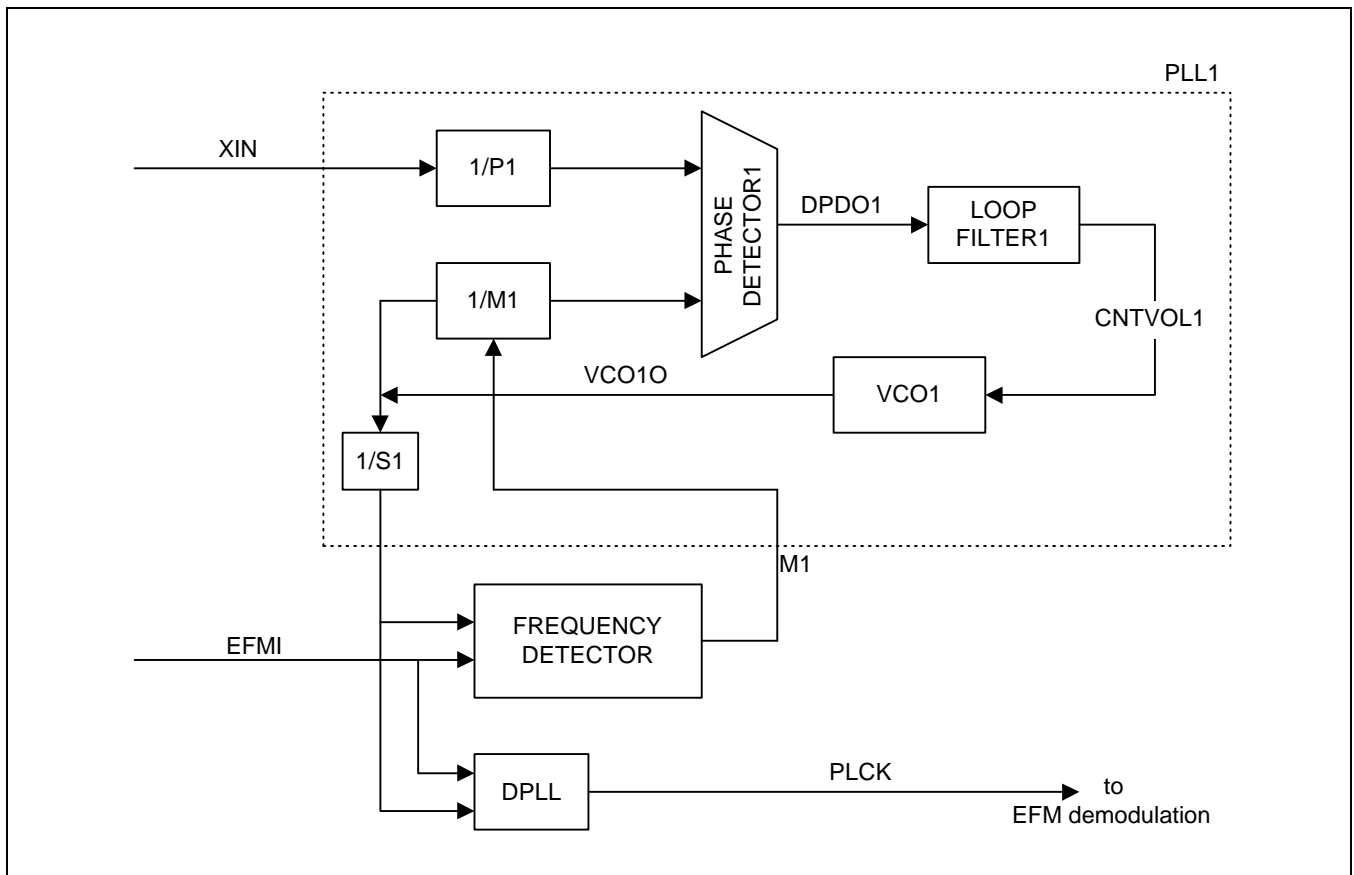 PLL1
XIN
1/P1
PHASE
DETECTOR1
DPDO1
LOOP
FILTER1
1/M1
CNTVOL1
VCO1O
VCO1
1/S1
M1
FREQUENCY
DETECTOR
EFMI
DPLL
PLCK
to
EFM demodulation